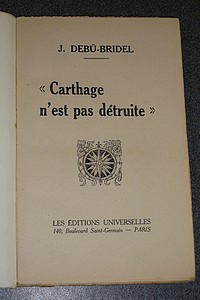 J. DEBÛ-BRIDEL
« Carthage
n'est pas détruite »
LES ÉDITIONS UNIVERSELLES
140, Boulevard Saint-Germain — PARIS